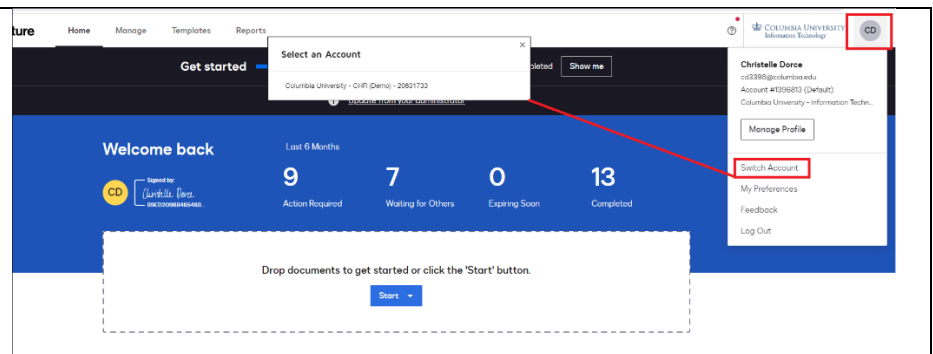 ture Home Manage Templates Reports
COLUMBIA UNIVERSITY
Information Technology
CD
Get started
pleted Show me
Select an Account ×
Columbia University - CHR (Demo) - 20631733
Update from your administrator
Christelle Dorce
cd3398@columbia.edu
Account #1396813 (Default)
Columbia University - Information Techn...
Manage Profile
Switch Account
My Preferences
Feedback
Log Out
Welcome back
CD
Signed by:
Christelle Dorce
Last 6 Months
9 7 0 13
Action Required Waiting for Others Expiring Soon Completed
Drop documents to get started or click the 'Start' button.
Start